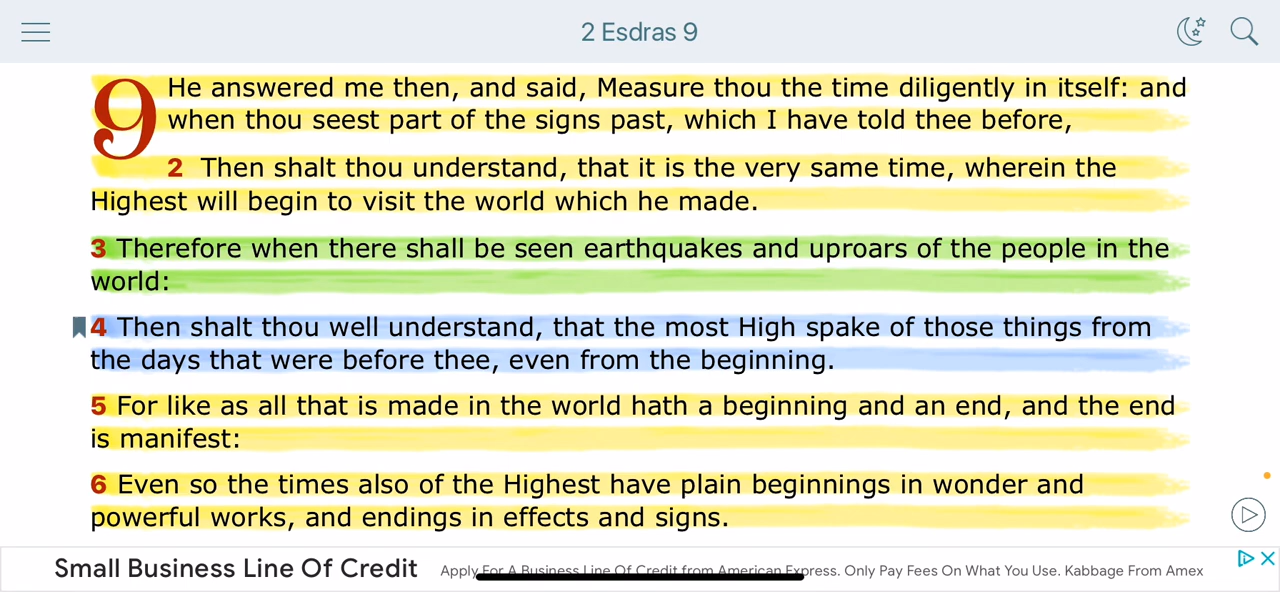 2 Esdras 9
9 He answered me then, and said, Measure thou the time diligently in itself: and
when thou seest part of the signs past, which I have told thee before,
2 Then shalt thou understand, that it is the very same time, wherein the
Highest will begin to visit the world which he made.
3 Therefore when there shall be seen earthquakes and uproars of the people in the
world:
4 Then shalt thou well understand, that the most High spake of those things from
the days that were before thee, even from the beginning.
5 For like as all that is made in the world hath a beginning and an end, and the end
is manifest:
6 Even so the times also of the Highest have plain beginnings in wonder and
powerful works, and endings in effects and signs.
Small Business Line Of Credit Apply For A Business Line Of Credit from American Express. Only Pay Fees On What You Use. Kabbage From Amex